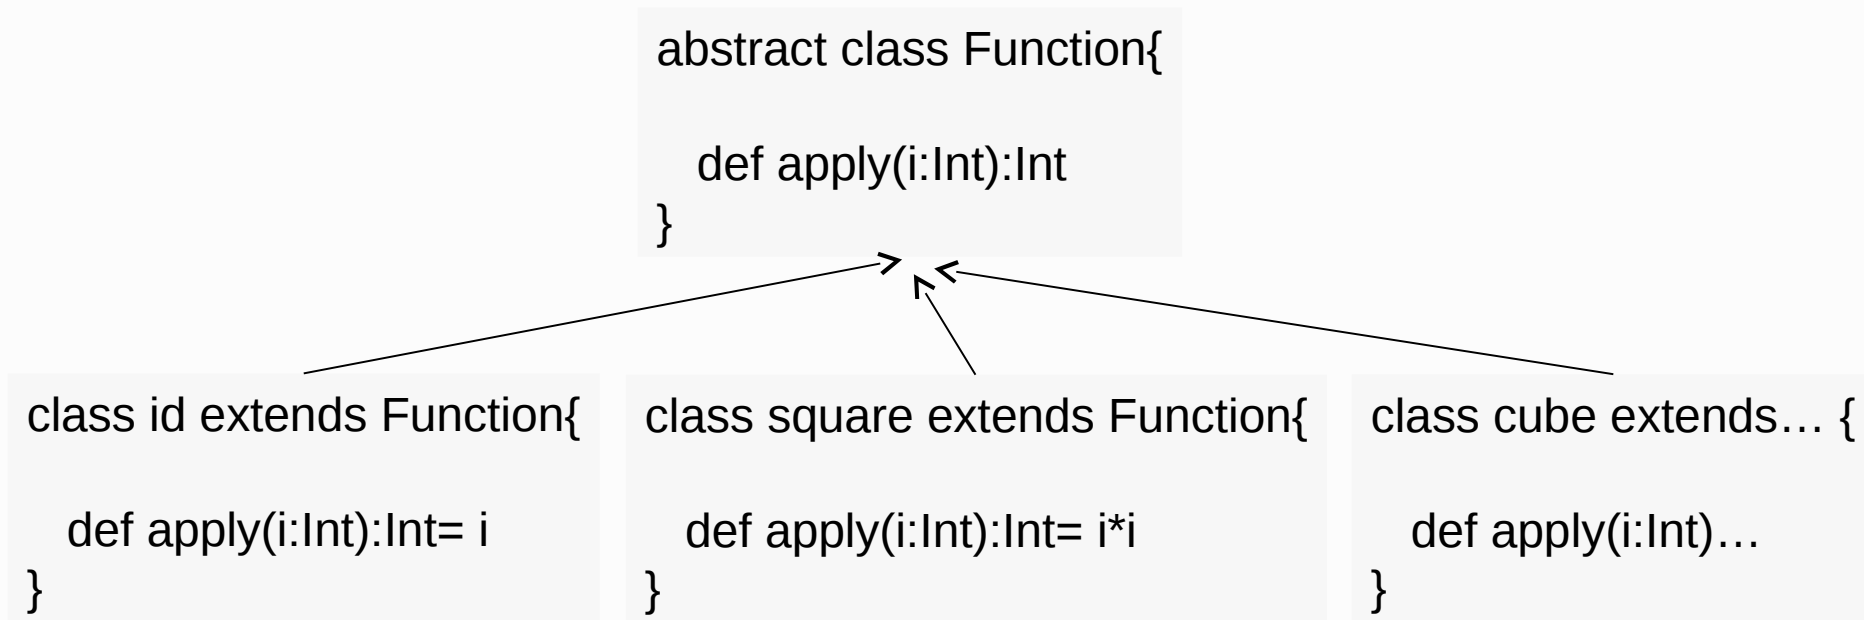 abstract class Function{
def apply(i:Int):Int
}
class id extends Function{
def apply(i:Int):Int= i
}
class square extends Function{
def apply(i:Int):Int= i*i
}
class cube extends… {
def apply(i:Int)…
}